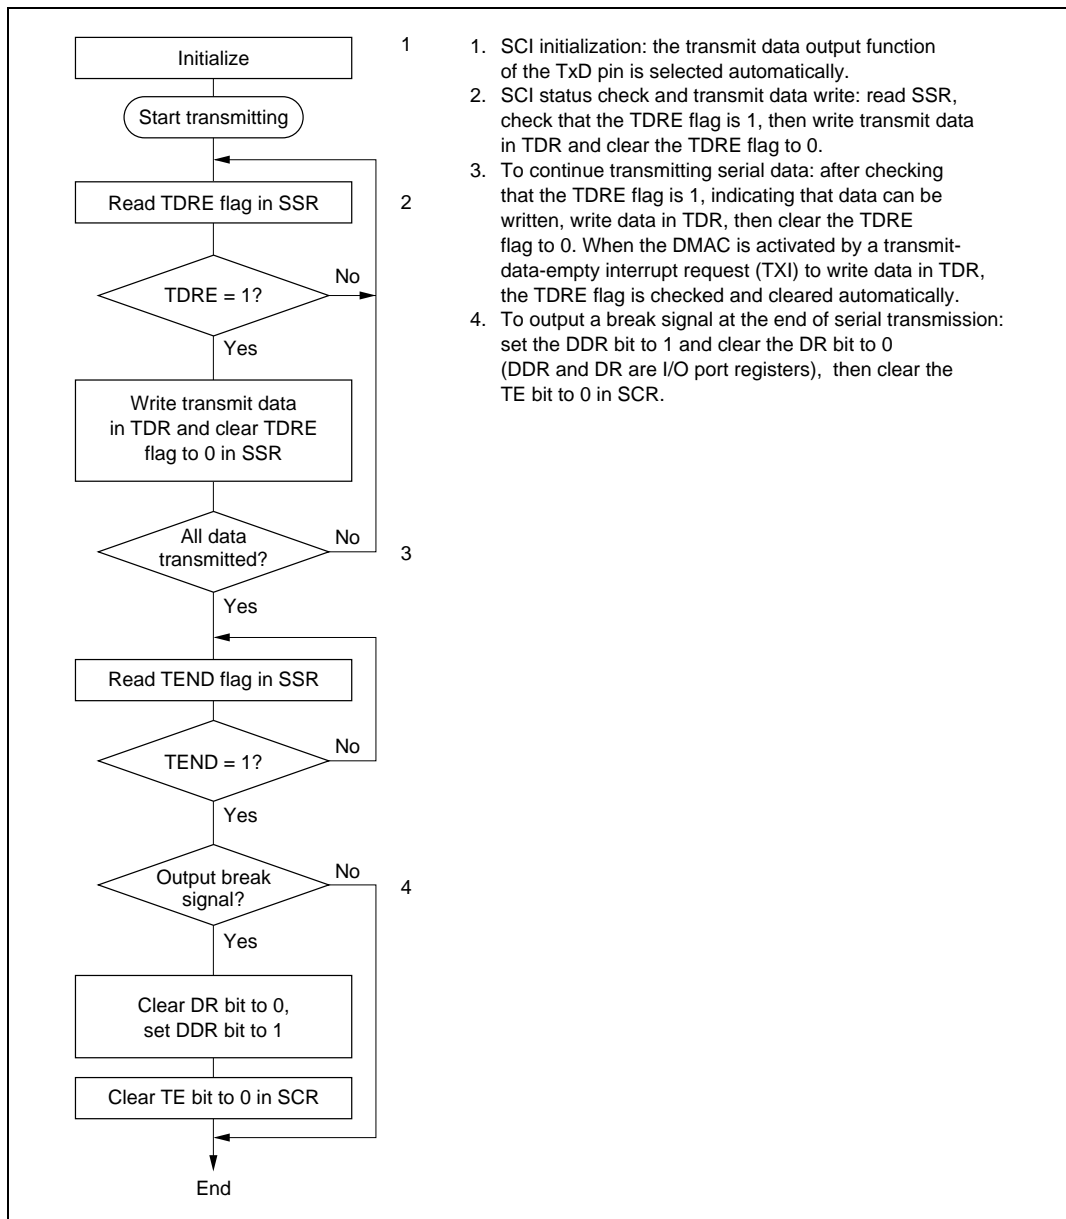 Initialize
1
Start transmitting
Read TDRE flag in SSR
2
TDRE = 1?
No
Yes
Write transmit data
in TDR and clear TDRE
flag to 0 in SSR
All data
transmitted?
No
3
Yes
Read TEND flag in SSR
TEND = 1?
No
Yes
Output break
signal?
No
4
Yes
Clear DR bit to 0,
set DDR bit to 1
Clear TE bit to 0 in SCR
End
1. SCI initialization: the transmit data output function
of the TxD pin is selected automatically.
2. SCI status check and transmit data write: read SSR,
check that the TDRE flag is 1, then write transmit data
in TDR and clear the TDRE flag to 0.
3. To continue transmitting serial data: after checking
that the TDRE flag is 1, indicating that data can be
written, write data in TDR, then clear the TDRE
flag to 0. When the DMAC is activated by a transmit-
data-empty interrupt request (TXI) to write data in TDR,
the TDRE flag is checked and cleared automatically.
4. To output a break signal at the end of serial transmission:
set the DDR bit to 1 and clear the DR bit to 0
(DDR and DR are I/O port registers),  then clear the
TE bit to 0 in SCR.